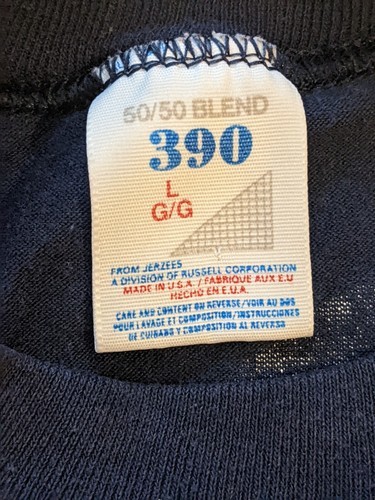 50/50 BLEND
390
L
G/G
FROM JERZEES
A DIVISION OF RUSSELL CORPORATION
MADE IN U.S.A. / FABRIQUE AUX E.U
HECHO EN E.U.A.
CARE AND CONTENT ON REVERSE/VOIR AU DOS
POUR LAVAGE ET COMPOSITION/INSTRUCCIONES
DE CUIDADO Y COMPOSITION AL REVERSO